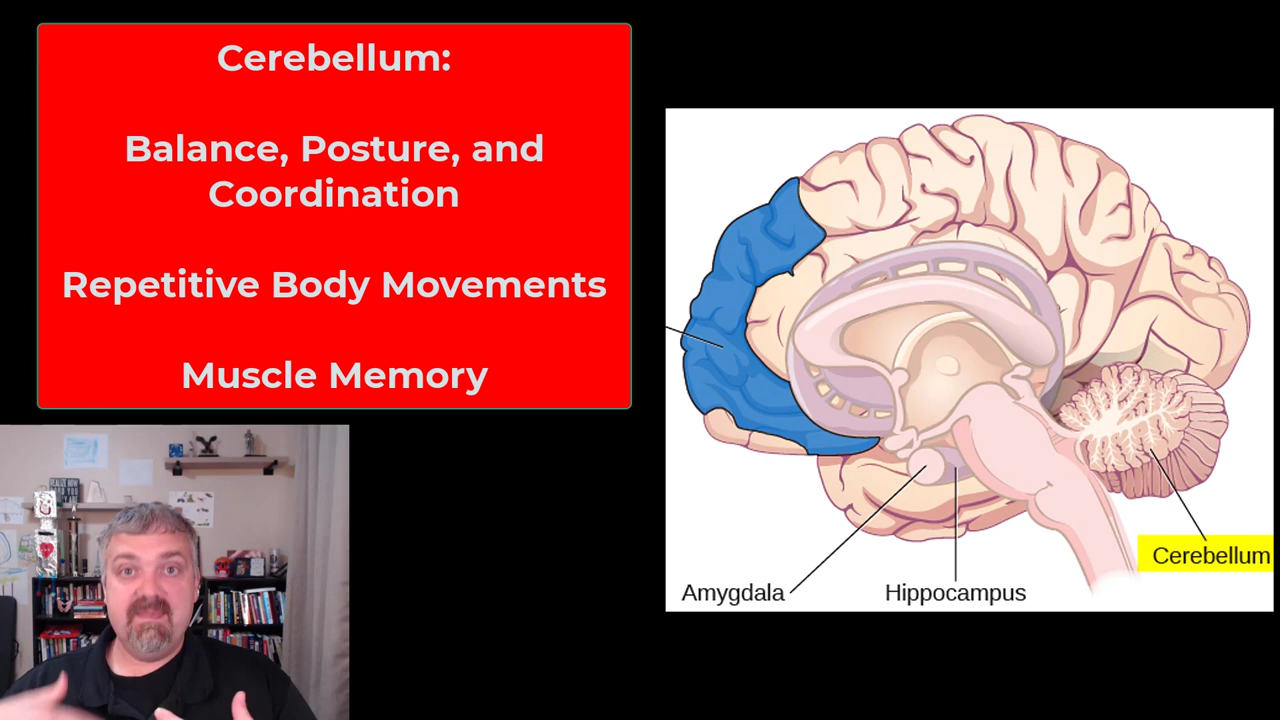 Cerebellum:
Balance, Posture, and
Coordination
Repetitive Body Movements
Muscle Memory
Cerebellum
Amygdala
Hippocampus